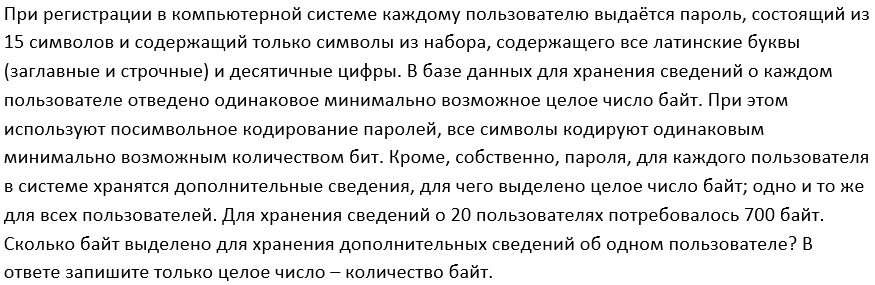 При регистрации в компьютерной системе каждому пользователю выдаётся пароль, состоящий из
15 символов и содержащий только символы из набора, содержащего все латинские буквы
(заглавные и строчные) и десятичные цифры. В базе данных для хранения сведений о каждом
пользователе отведено одинаковое минимально возможное целое число байт. При этом
используют посимвольное кодирование паролей, все символы кодируют одинаковым
минимально возможным количеством бит. Кроме, собственно, пароля, для каждого пользователя
в системе хранятся дополнительные сведения, для чего выделено целое число байт; одно и то же
для всех пользователей. Для хранения сведений о 20 пользователях потребовалось 700 байт.
Сколько байт выделено для хранения дополнительных сведений об одном пользователе? В
ответе запишите только целое число – количество байт.